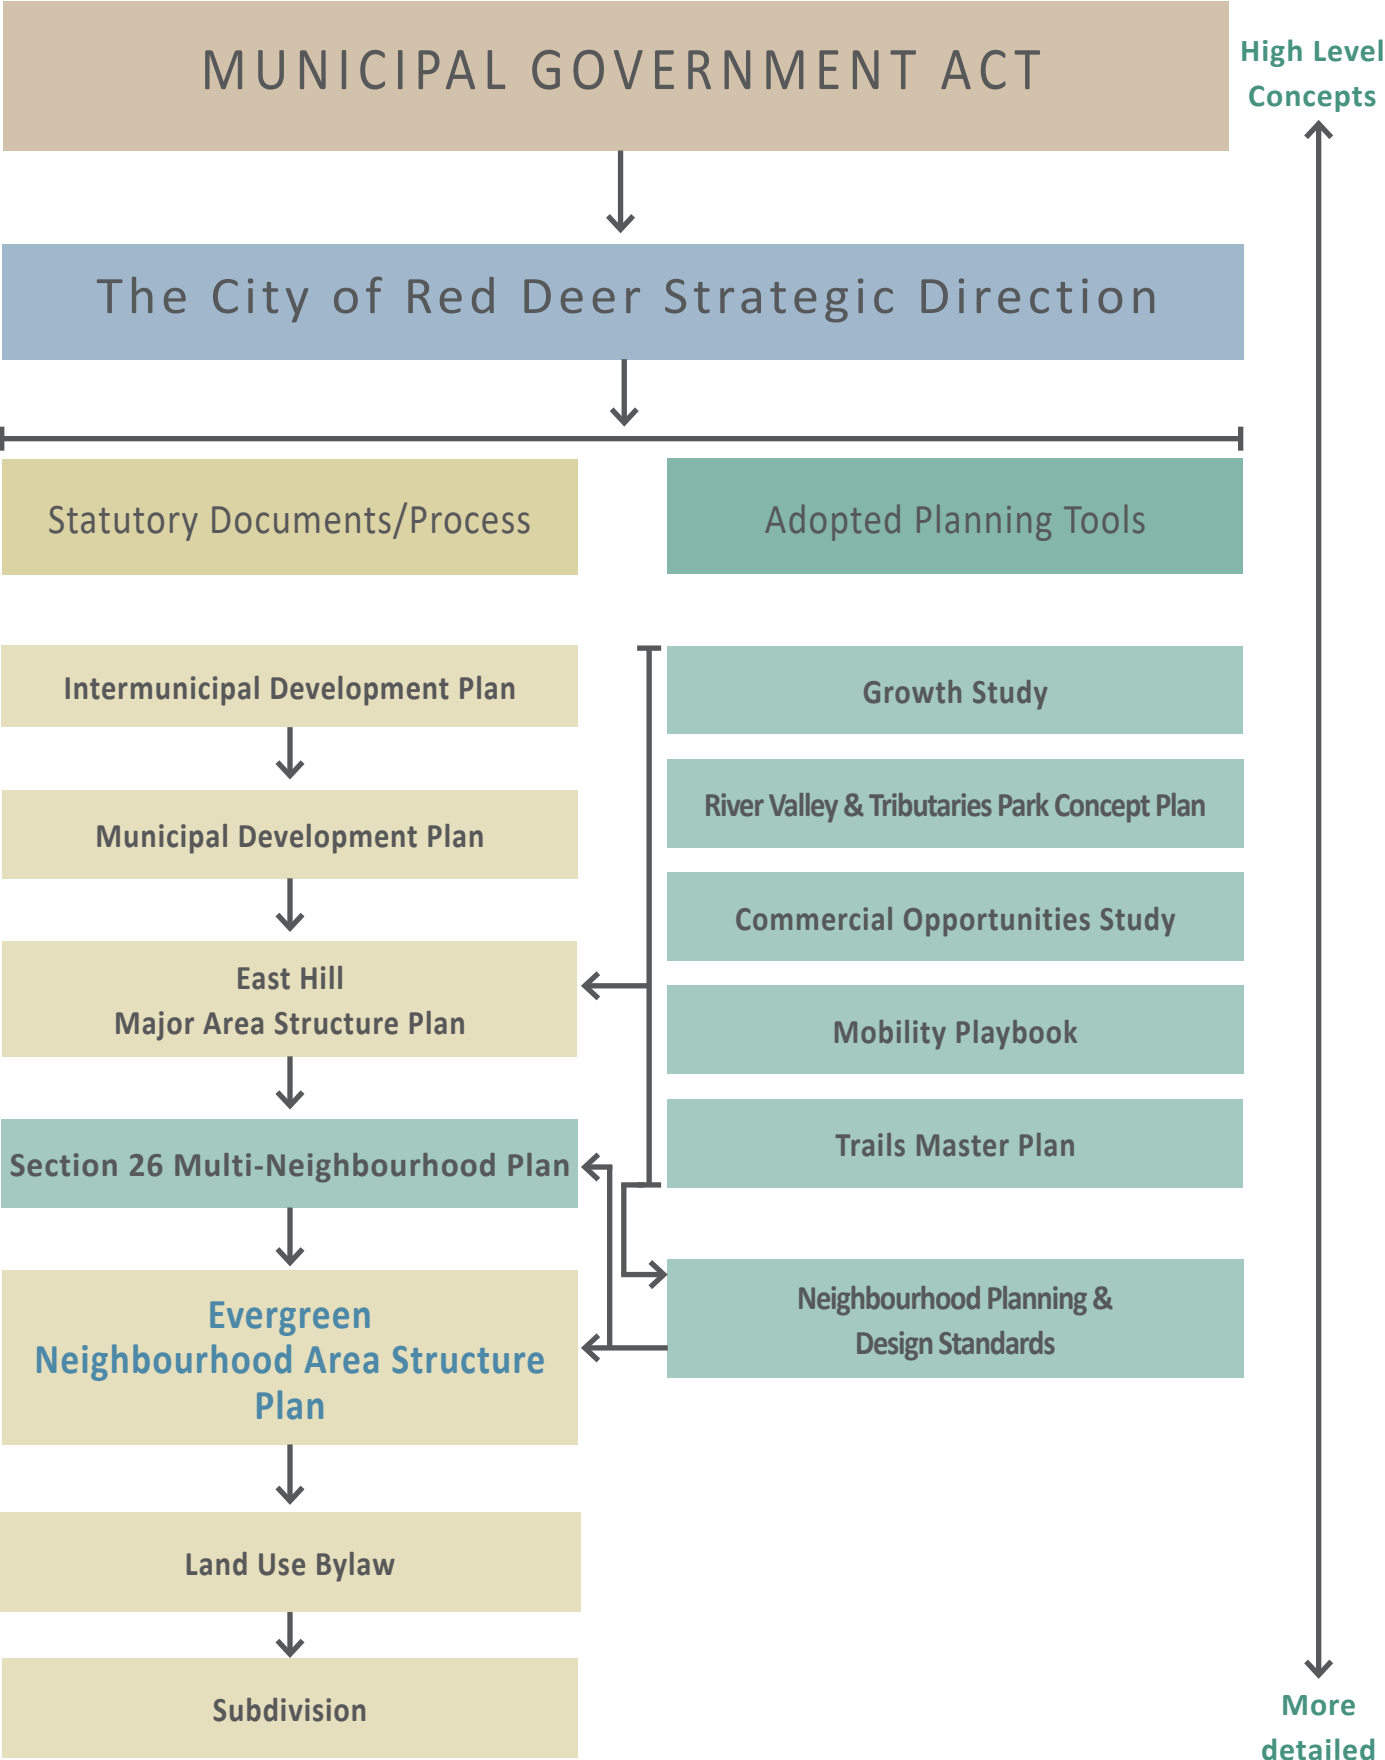 MUNICIPAL GOVERNMENT ACT
High Level
Concepts
The City of Red Deer Strategic Direction
Statutory Documents/Process
Adopted Planning Tools
Intermunicipal Development Plan
Municipal Development Plan
East Hill
Major Area Structure Plan
Section 26 Multi-Neighbourhood Plan
Evergreen
Neighbourhood Area Structure
Plan
Land Use Bylaw
Subdivision
Growth Study
River Valley & Tributaries Park Concept Plan
Commercial Opportunities Study
Mobility Playbook
Trails Master Plan
Neighbourhood Planning &
Design Standards
More
detailed